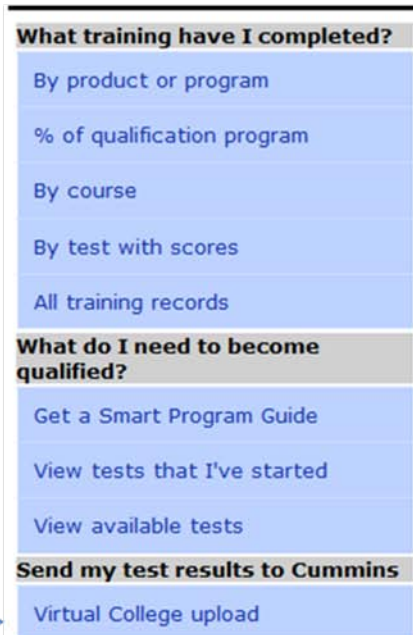 What training have I completed?
By product or program
% of qualification program
By course
By test with scores
All training records
What do I need to become
qualified?
Get a Smart Program Guide
View tests that I've started
View available tests
Send my test results to Cummins
Virtual College upload